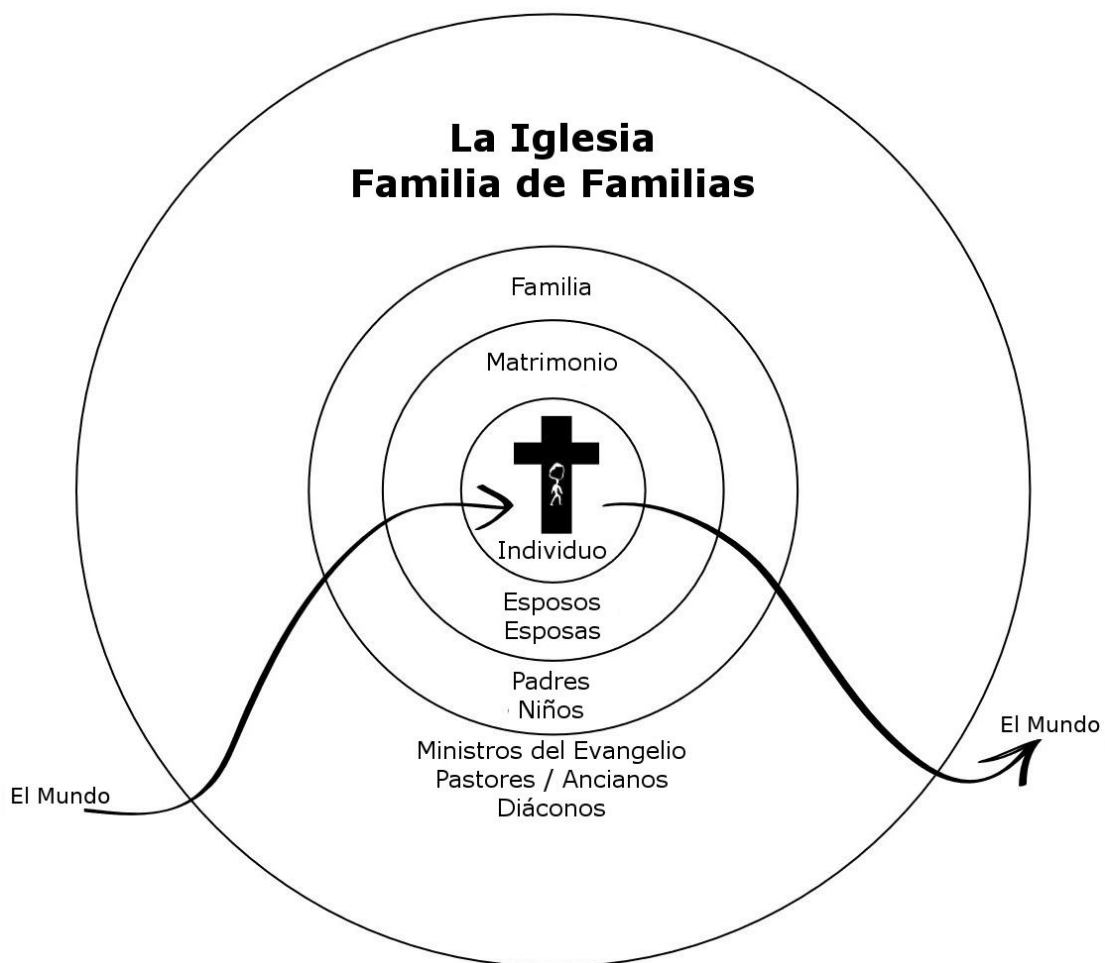 La Iglesia
Familia de Familias
Familia
Matrimonio
Individuo
Esposos
Esposas
Padres
Niños
Ministros del Evangelio
Pastores / Ancianos
Diáconos
El Mundo
El Mundo